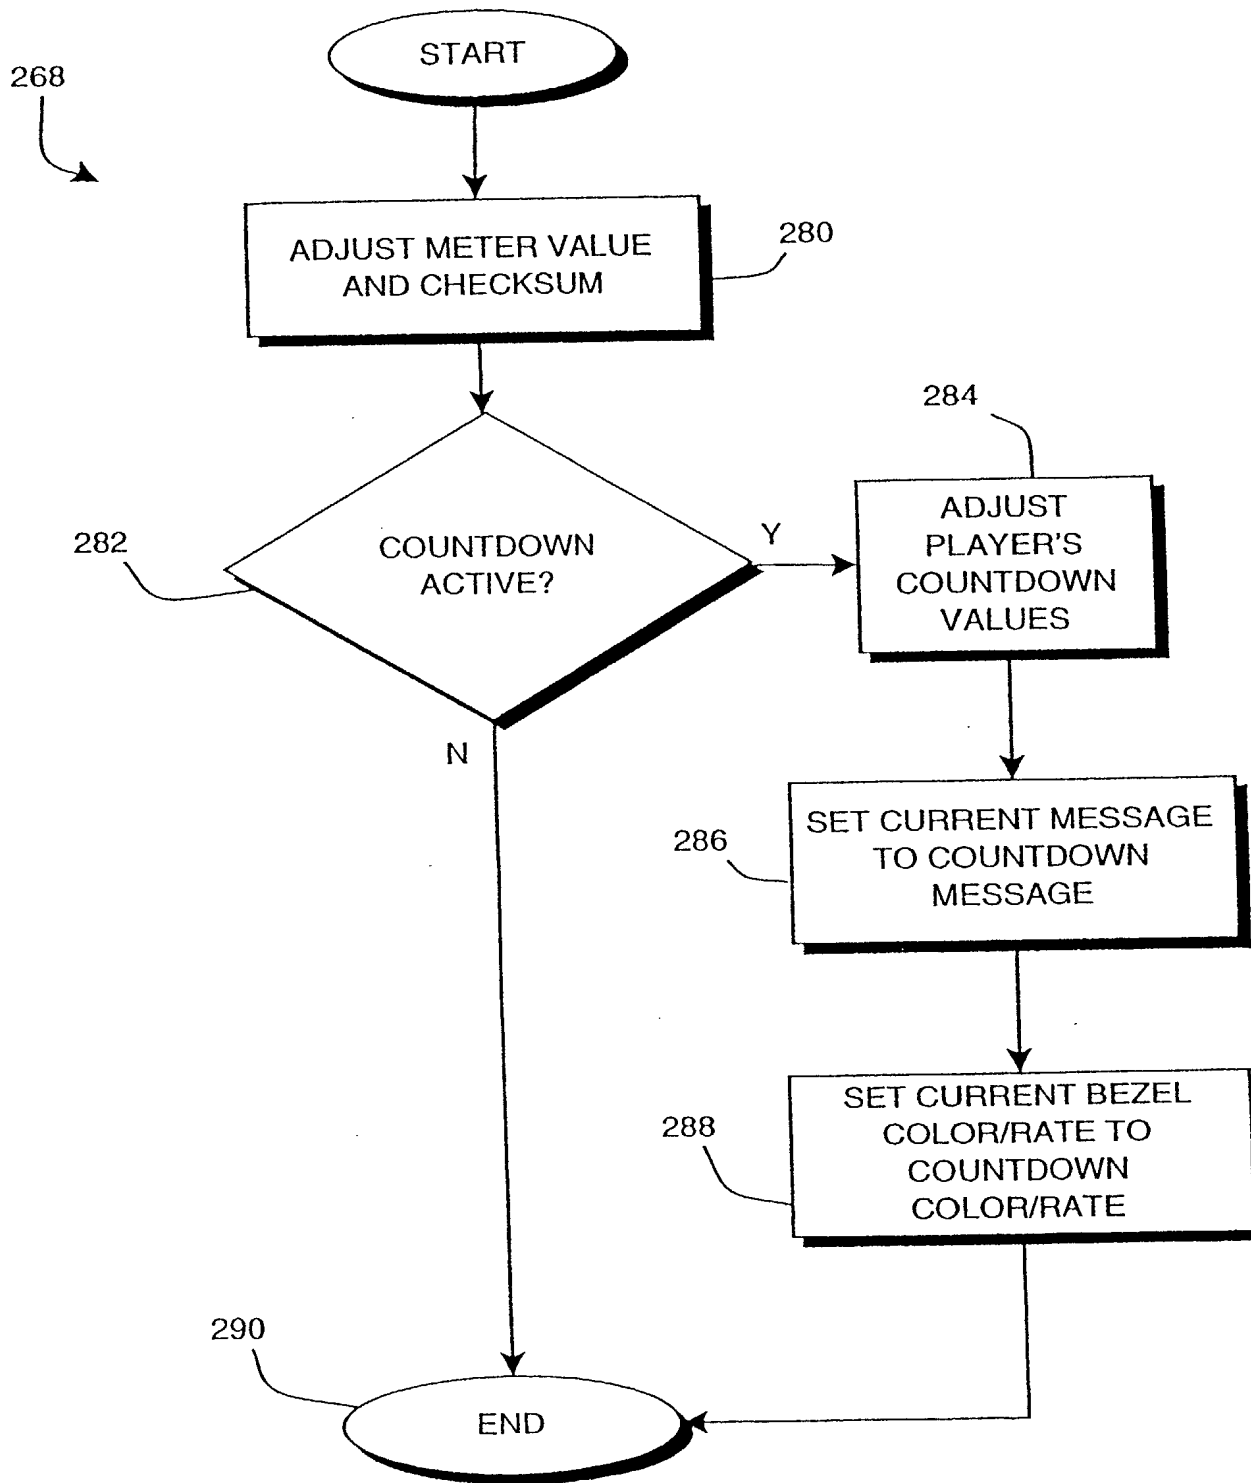 START
268
ADJUST METER VALUE
AND CHECKSUM
280
284
282
COUNTDOWN
ACTIVE?
Y
N
ADJUST
PLAYER'S
COUNTDOWN
VALUES
286
SET CURRENT MESSAGE
TO COUNTDOWN
MESSAGE
288
SET CURRENT BEZEL
COLOR/RATE TO
COUNTDOWN
COLOR/RATE
290
END